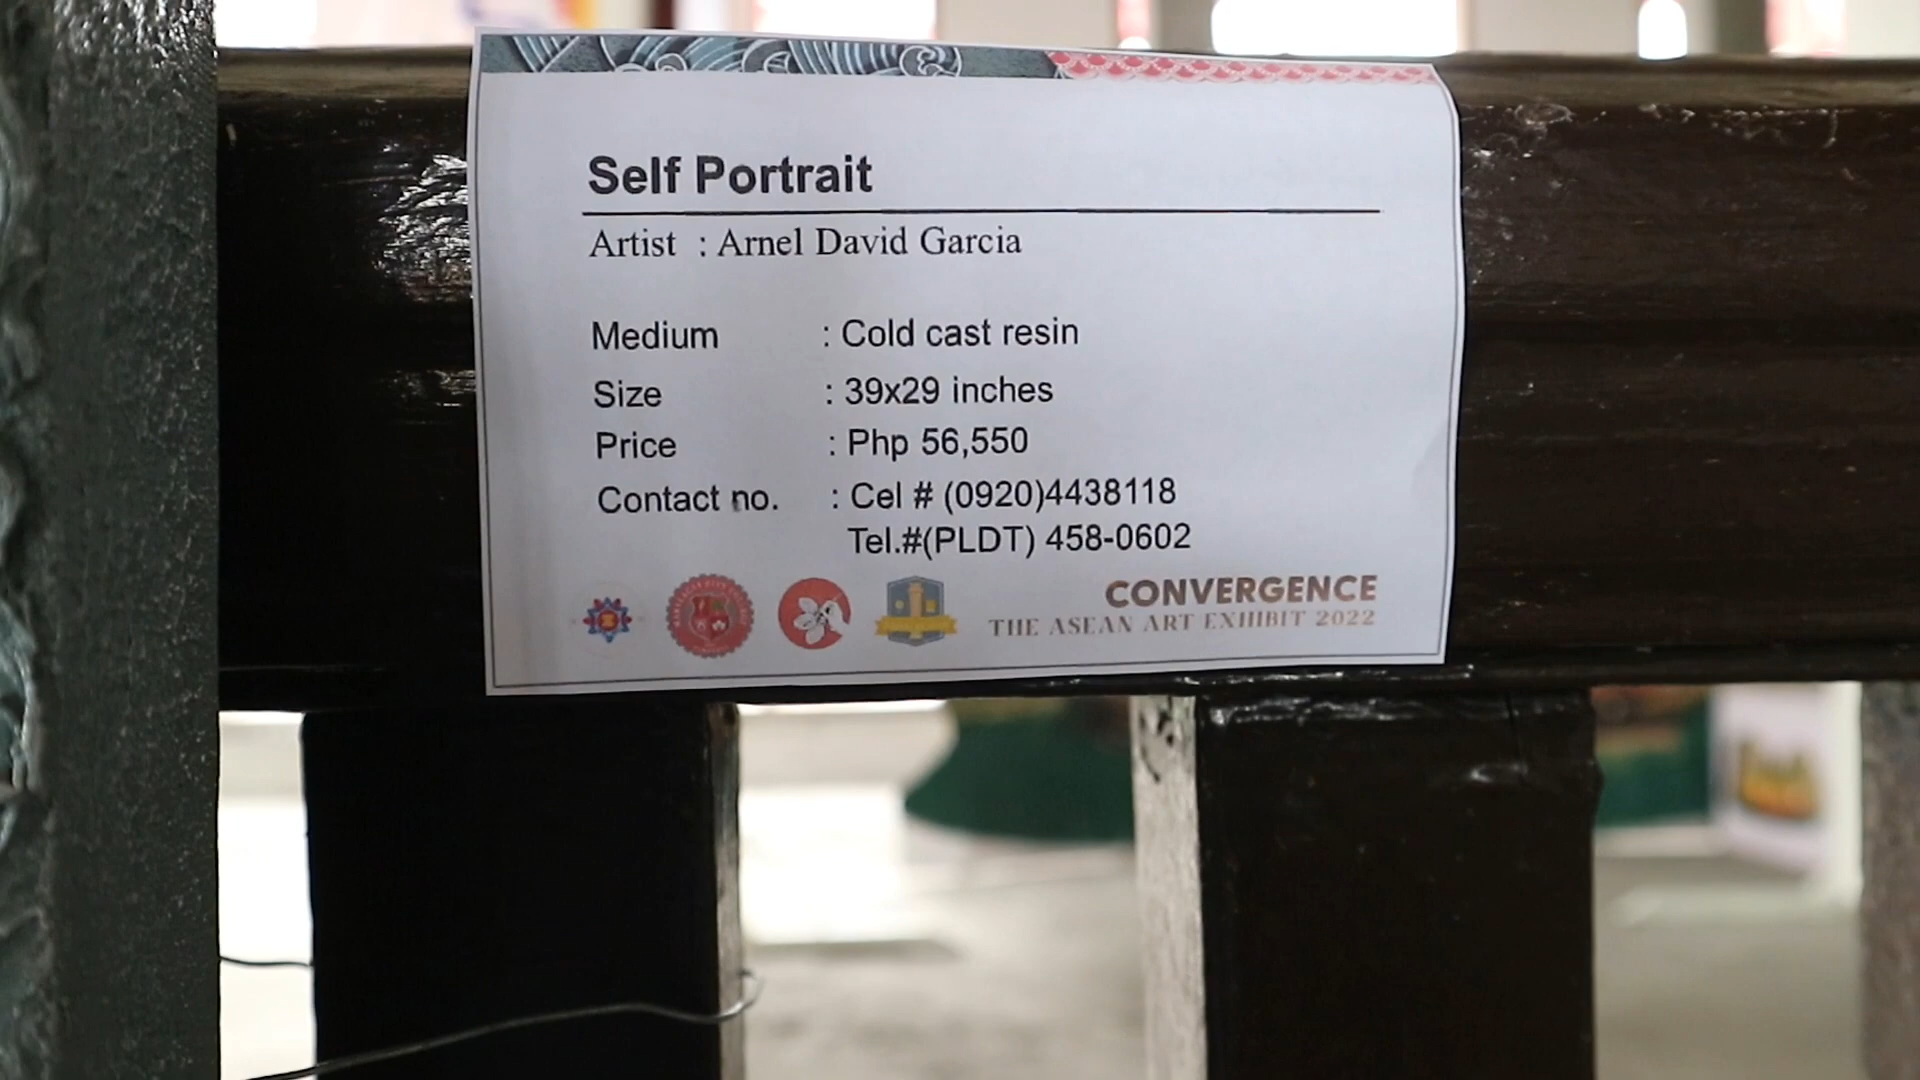 Self Portrait
Artist : Arnel David Garcia
Medium : Cold cast resin
Size : 39x29 inches
Price : Php 56,550
Contact no. : Cel # (0920)4438118
Tel.#(PLDT) 458-0602
CONVERGENCE
THE ASEAN ART EXHIBIT 2022